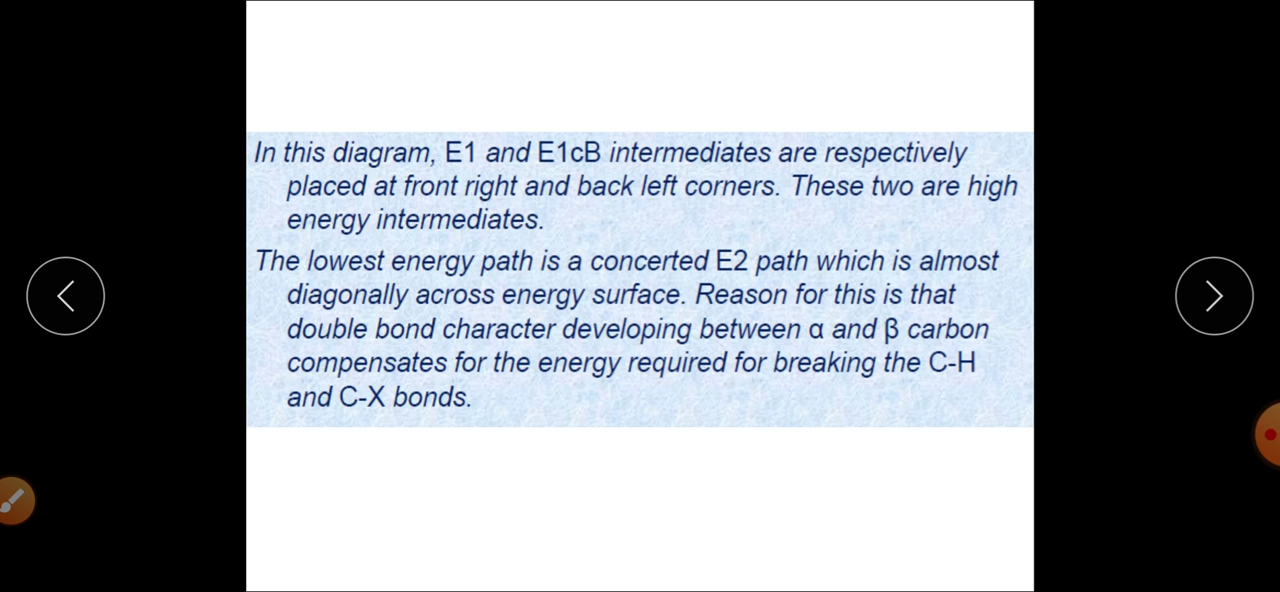 In this diagram, E1 and E1cB intermediates are respectively
placed at front right and back left corners. These two are high
energy intermediates.
The lowest energy path is a concerted E2 path which is almost
diagonally across energy surface. Reason for this is that
double bond character developing between α and β carbon
compensates for the energy required for breaking the C-H
and C-X bonds.